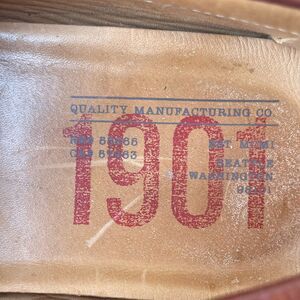 QUALITY MANUFACTURING CO.
1901
EST. MCMI
SEATTLE
WASHINGTON